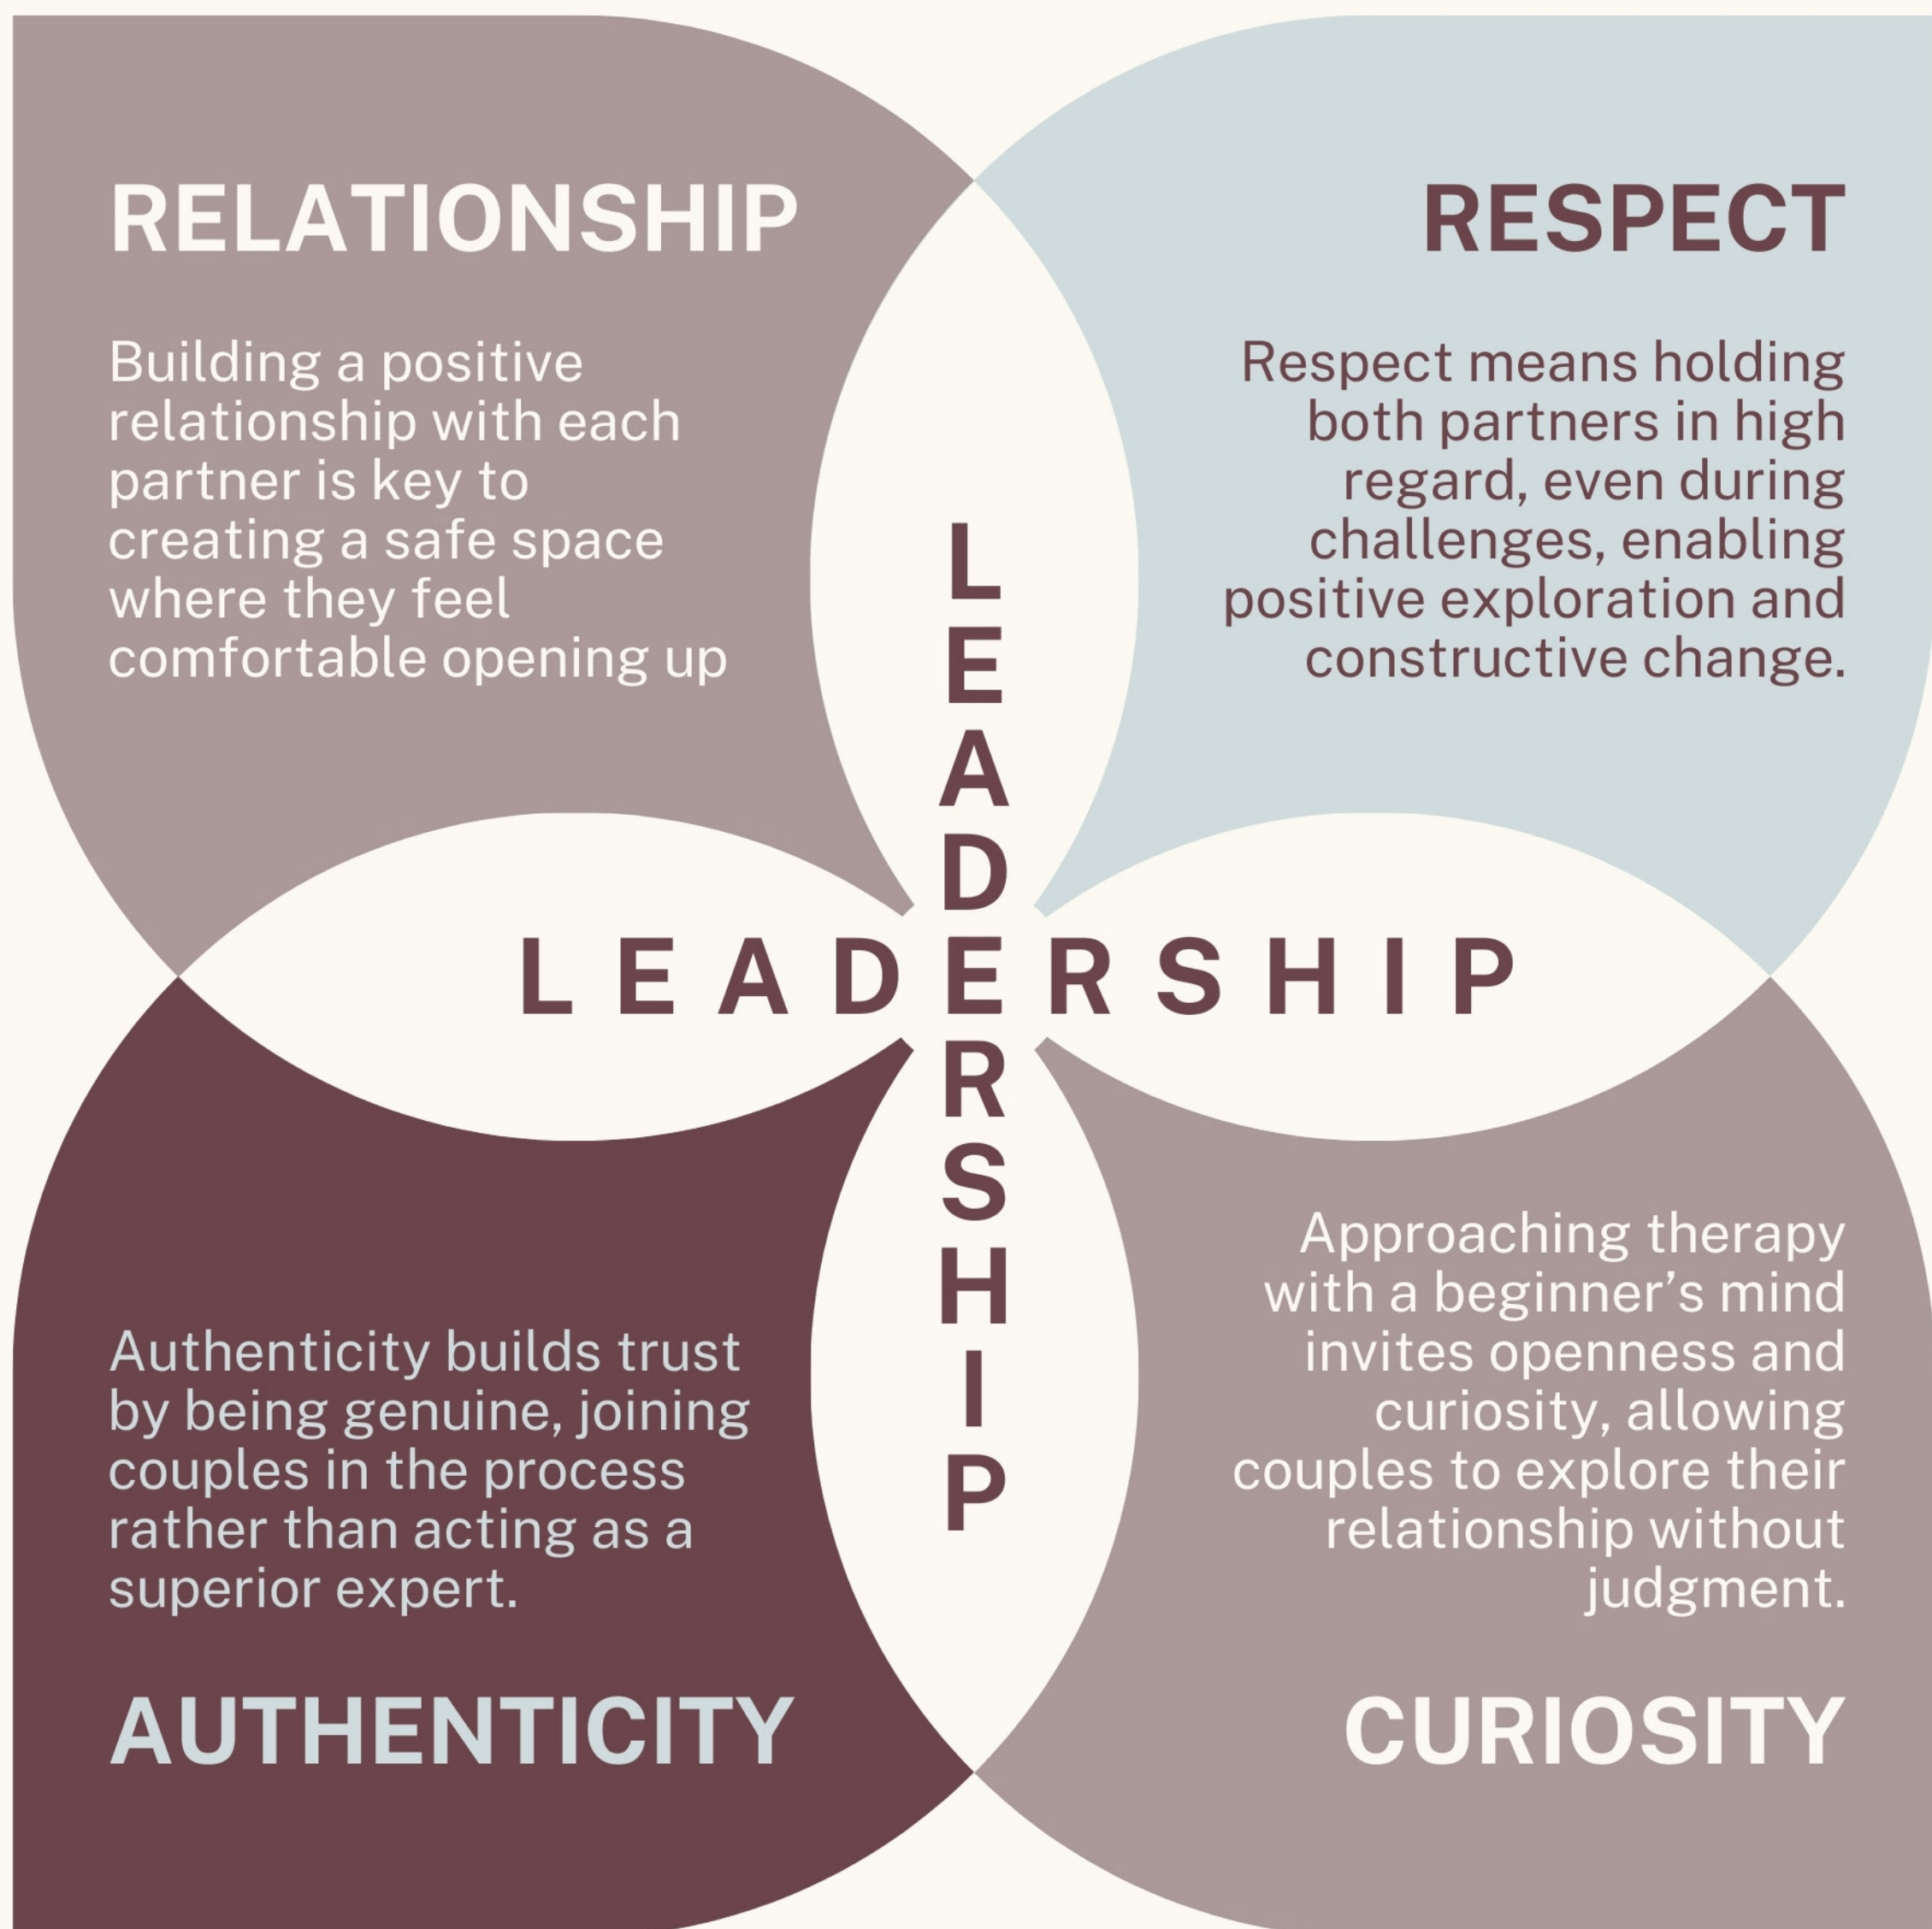 RELATIONSHIP
Building a positive
relationship with each
partner is key to
creating a safe space
where they feel
comfortable opening up
RESPECT
Respect means holding
both partners in high
regard, even during
challenges, enabling
positive exploration and
constructive change.
LEADERSHIP
LEADERSHIP
Authenticity builds trust
by being genuine, joining
couples in the process
rather than acting as a
superior expert.
AUTHENTICITY
Approaching therapy
with a beginner’s mind
invites openness and
curiosity, allowing
couples to explore their
relationship without
judgment.
CURIOSITY